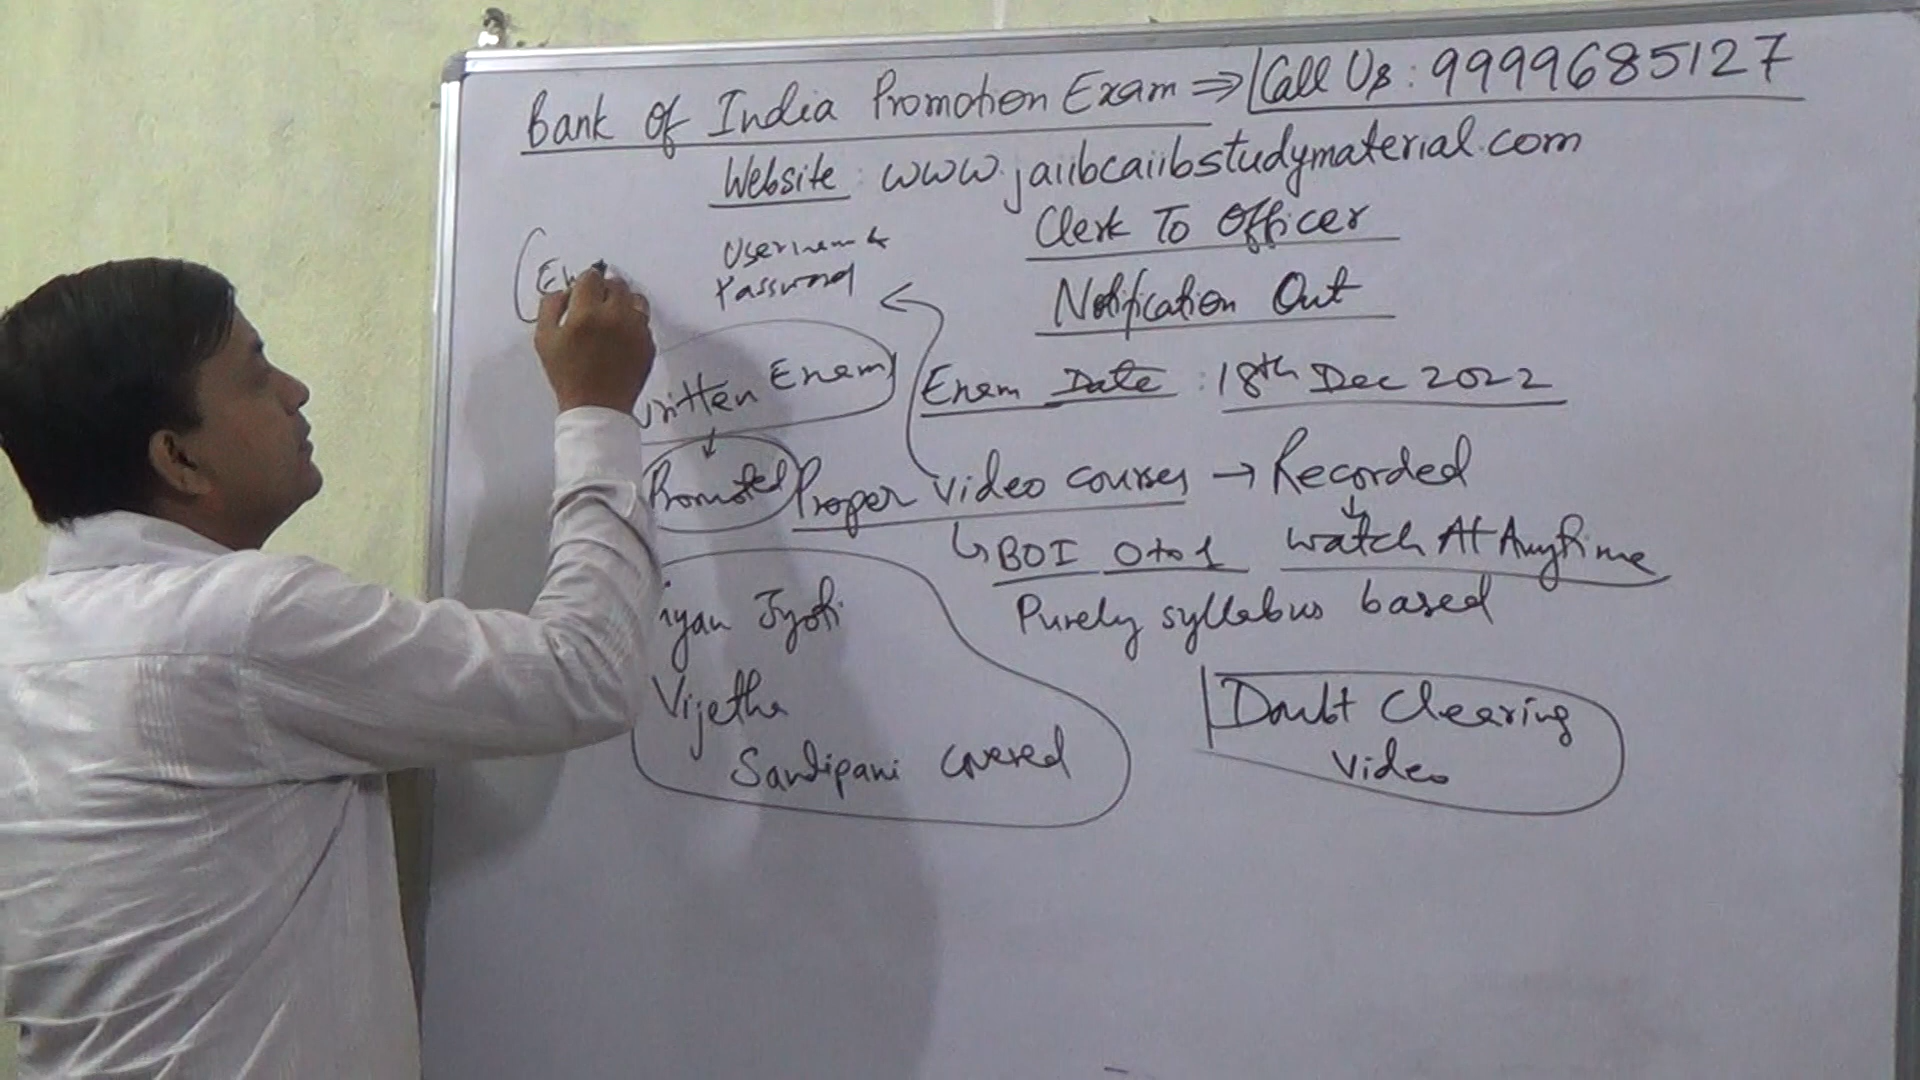 Bank Of India Promotion Exam ⇒ Call Us : 9999685127
Website : www.jaiibcaiibstudymaterial.com
Clerk To Officer
Password
Notification Out
written Exam
Exam Date : 18th Dec 2022
↓
Promoted
Proper video courses → Recorded
↓
↳ BOI 0 to 1 watch At Anytime
Purely syllabus based
Jyoti
Vijetha
Sandipani covered
Doubt Clearing
Video